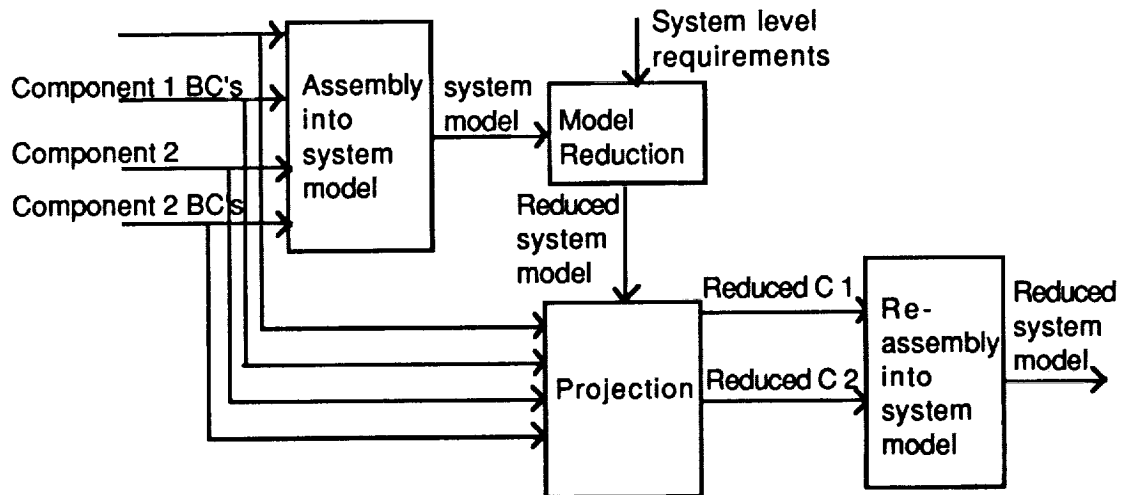 System level
requirements
Component 1 BC's
Assembly
into
system
model
system
model
Model
Reduction
Component 2
Component 2 BC's
Reduced
system
model
Reduced C 1
Reduced C 2
Projection
Re-
assembly
into
system
model
Reduced
system
model